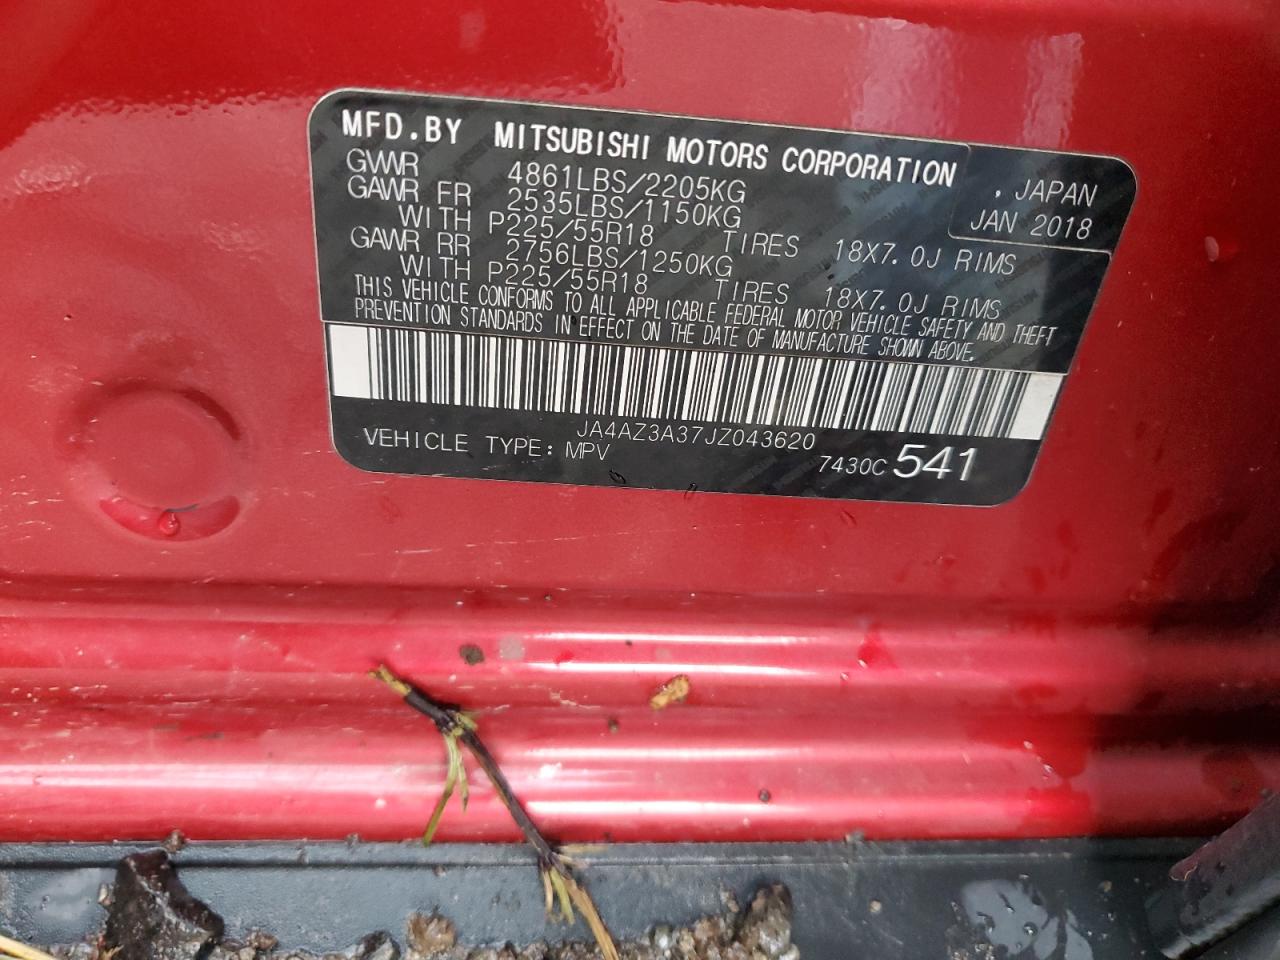 MFD.BY MITSUBISHI MOTORS CORPORATION , JAPAN
GVWR 4861LBS/2205KG JAN 2018
GAWR FR 2535LBS/1150KG
WITH P225/55R18 TIRES 18X7.0J RIMS
GAWR RR 2756LBS/1250KG
WITH P225/55R18 TIRES 18X7.0J RIMS
THIS VEHICLE CONFORMS TO ALL APPLICABLE FEDERAL MOTOR VEHICLE SAFETY AND THEFT
PREVENTION STANDARDS IN EFFECT ON THE DATE OF MANUFACTURE SHOWN ABOVE.
JA4AZ3A37JZ043620
VEHICLE TYPE: MPV 7430C 541